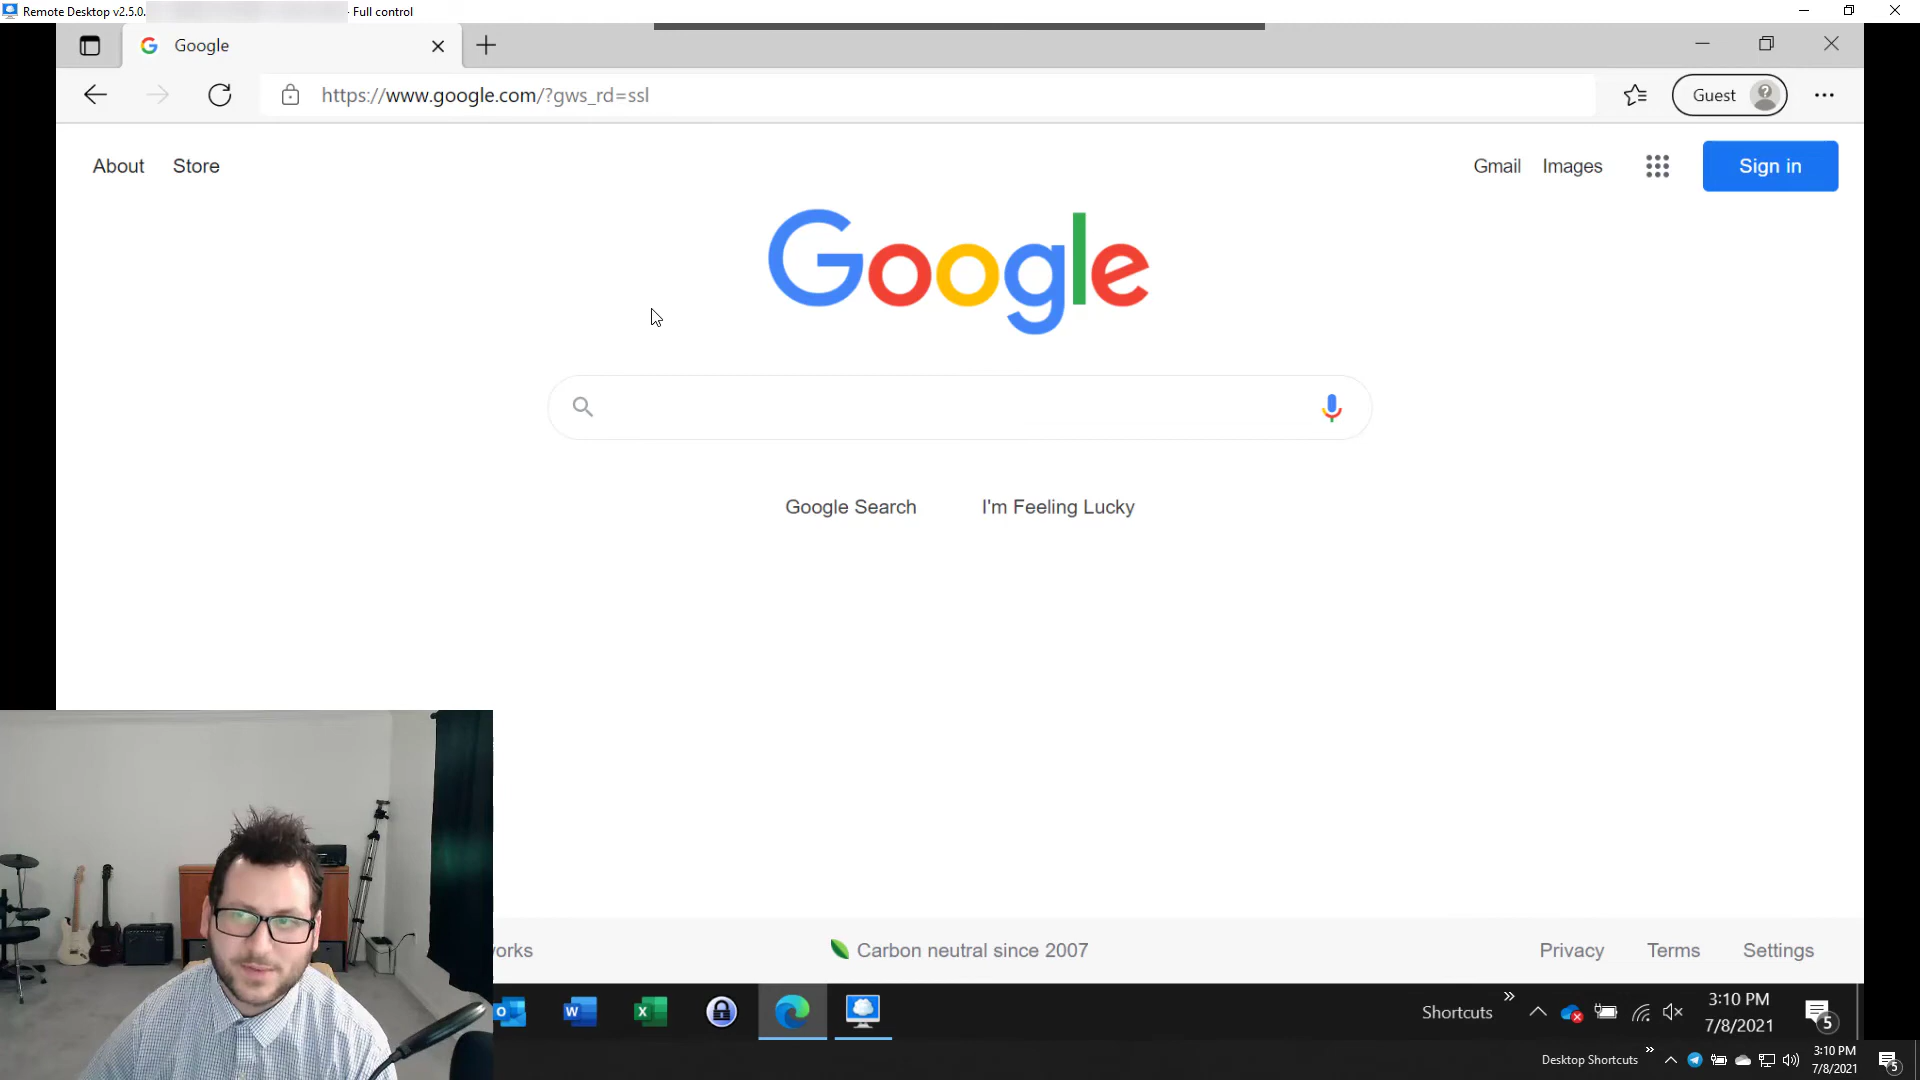 Remote Desktop v2.5.0. - Full control
Google
https://www.google.com/?gws_rd=ssl
Guest
About Store
Gmail Images Sign in
Google
Google Search I'm Feeling Lucky
orks
Carbon neutral since 2007
Privacy Terms Settings
Shortcuts
3:10 PM
7/8/2021
5
Desktop Shortcuts
3:10 PM
7/8/2021
5